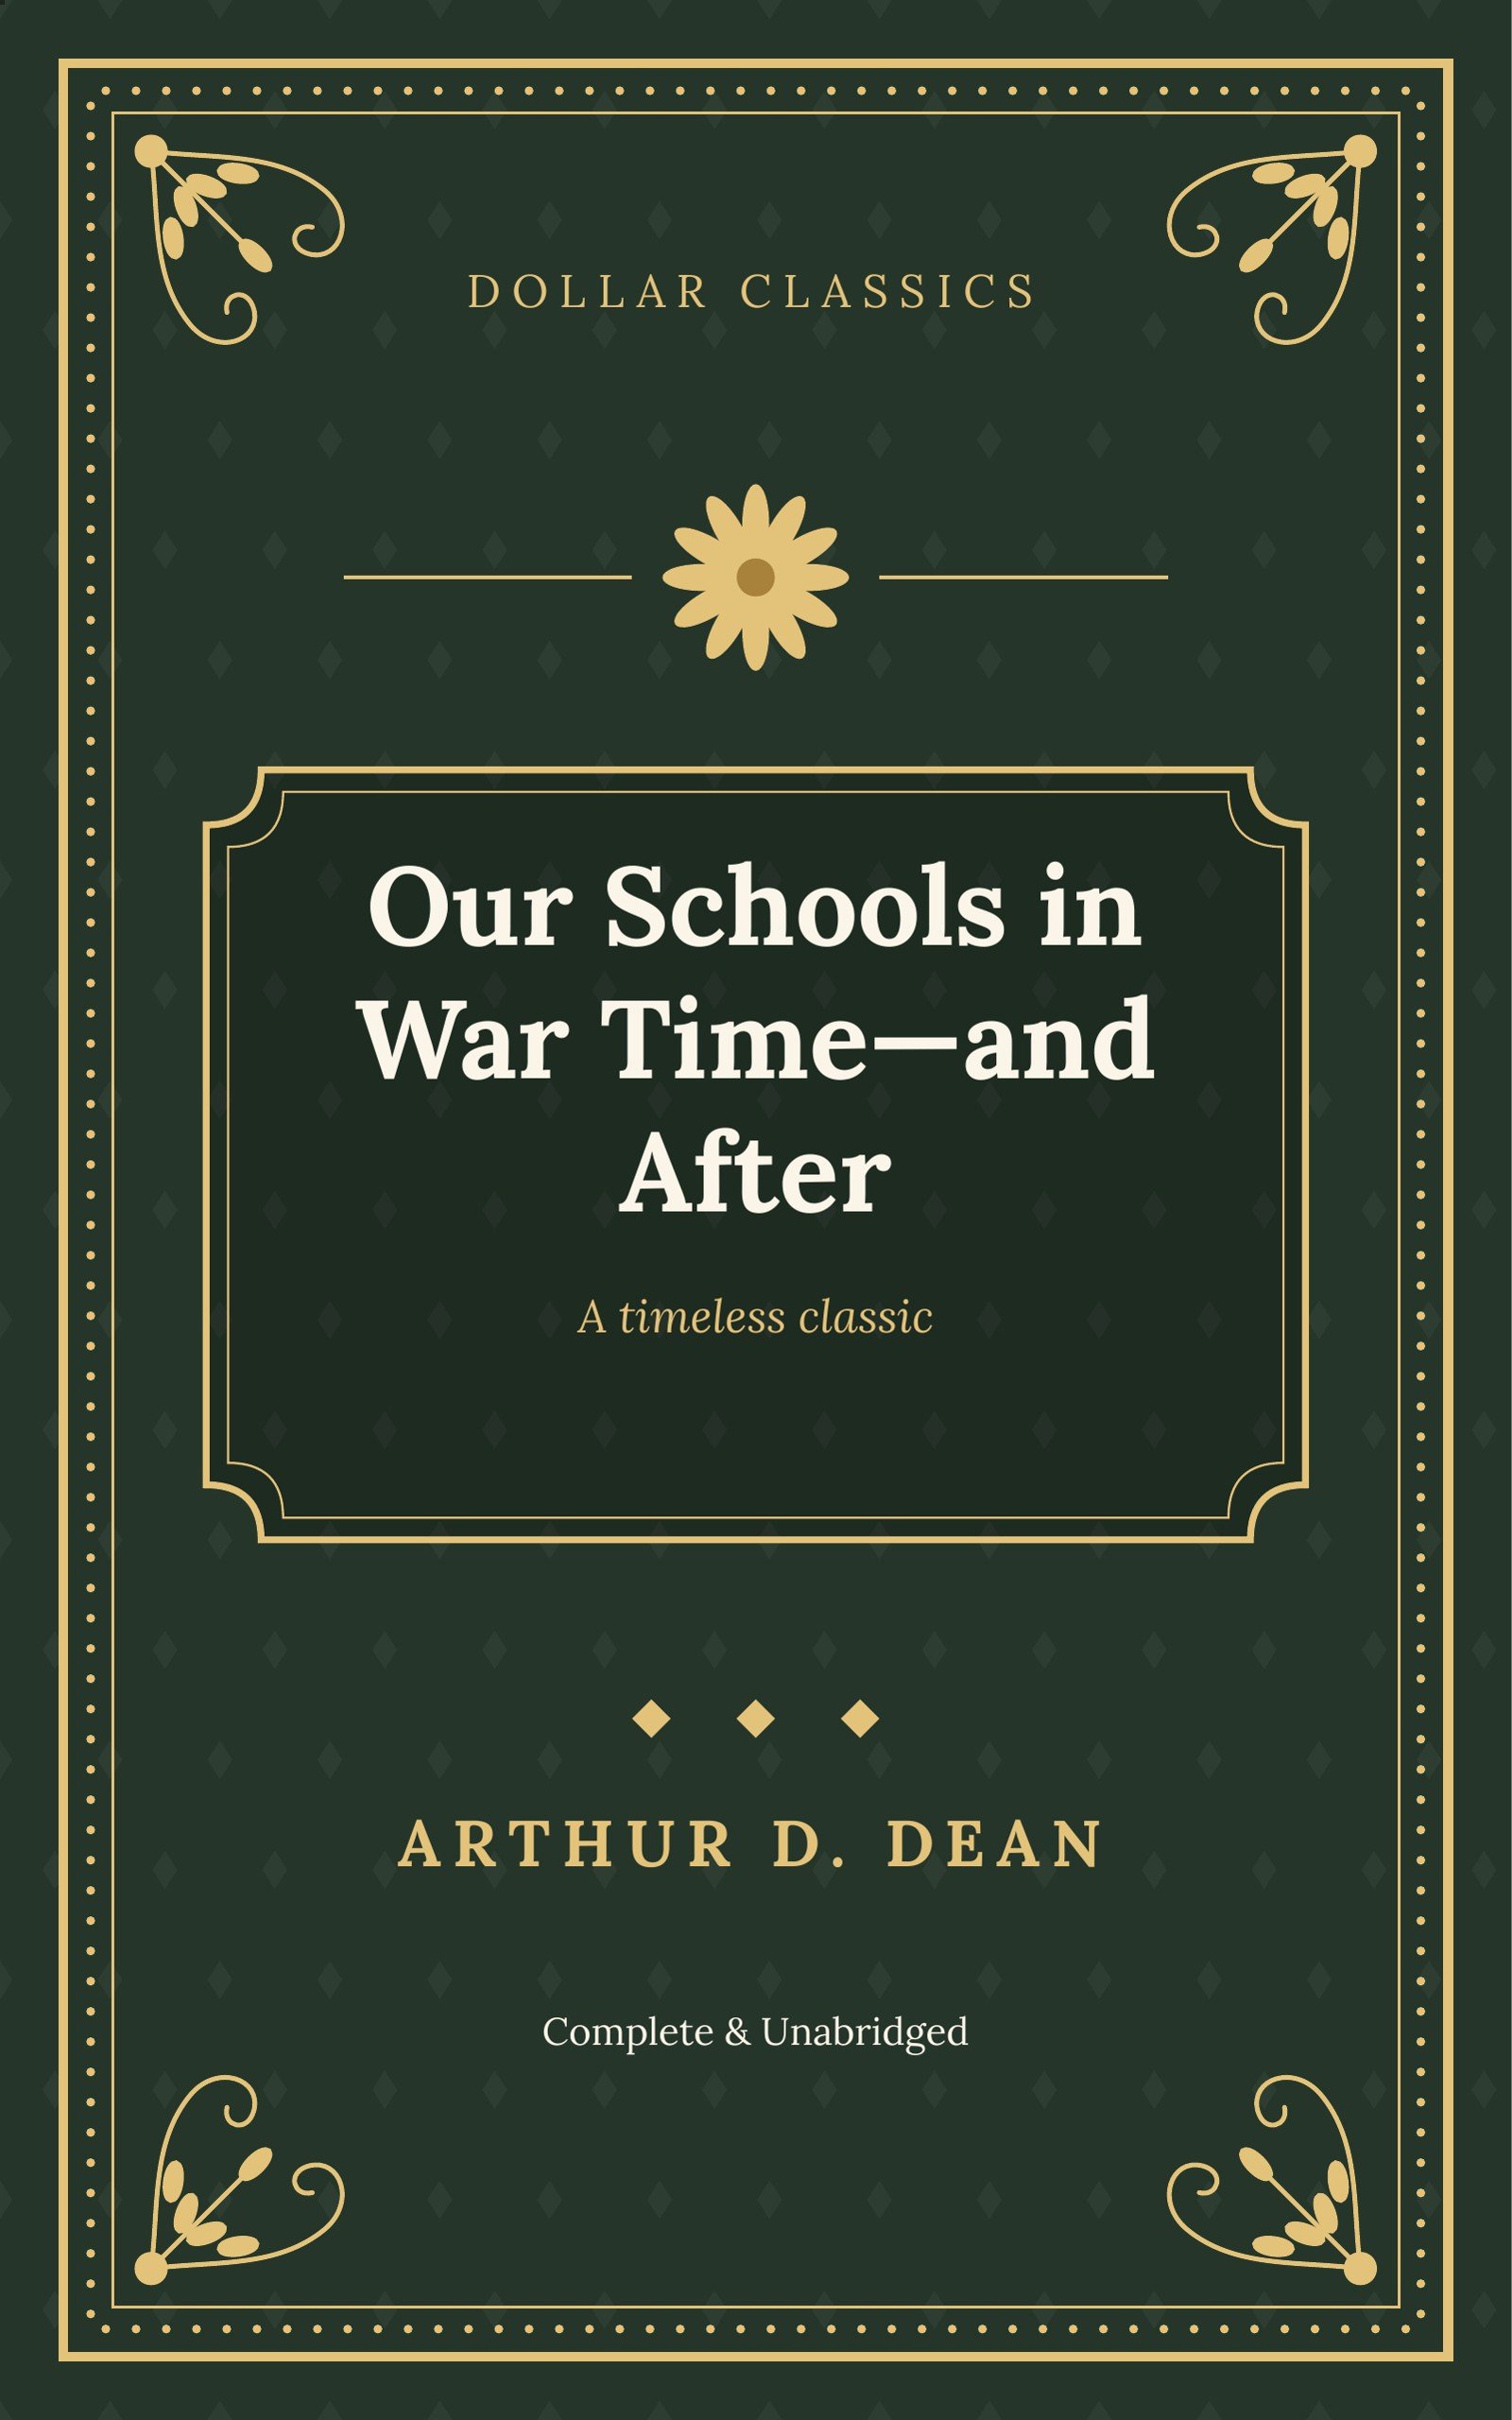 DOLLAR CLASSICS
Our Schools in
War Time—and
After
A timeless classic
ARTHUR D. DEAN
Complete & Unabridged